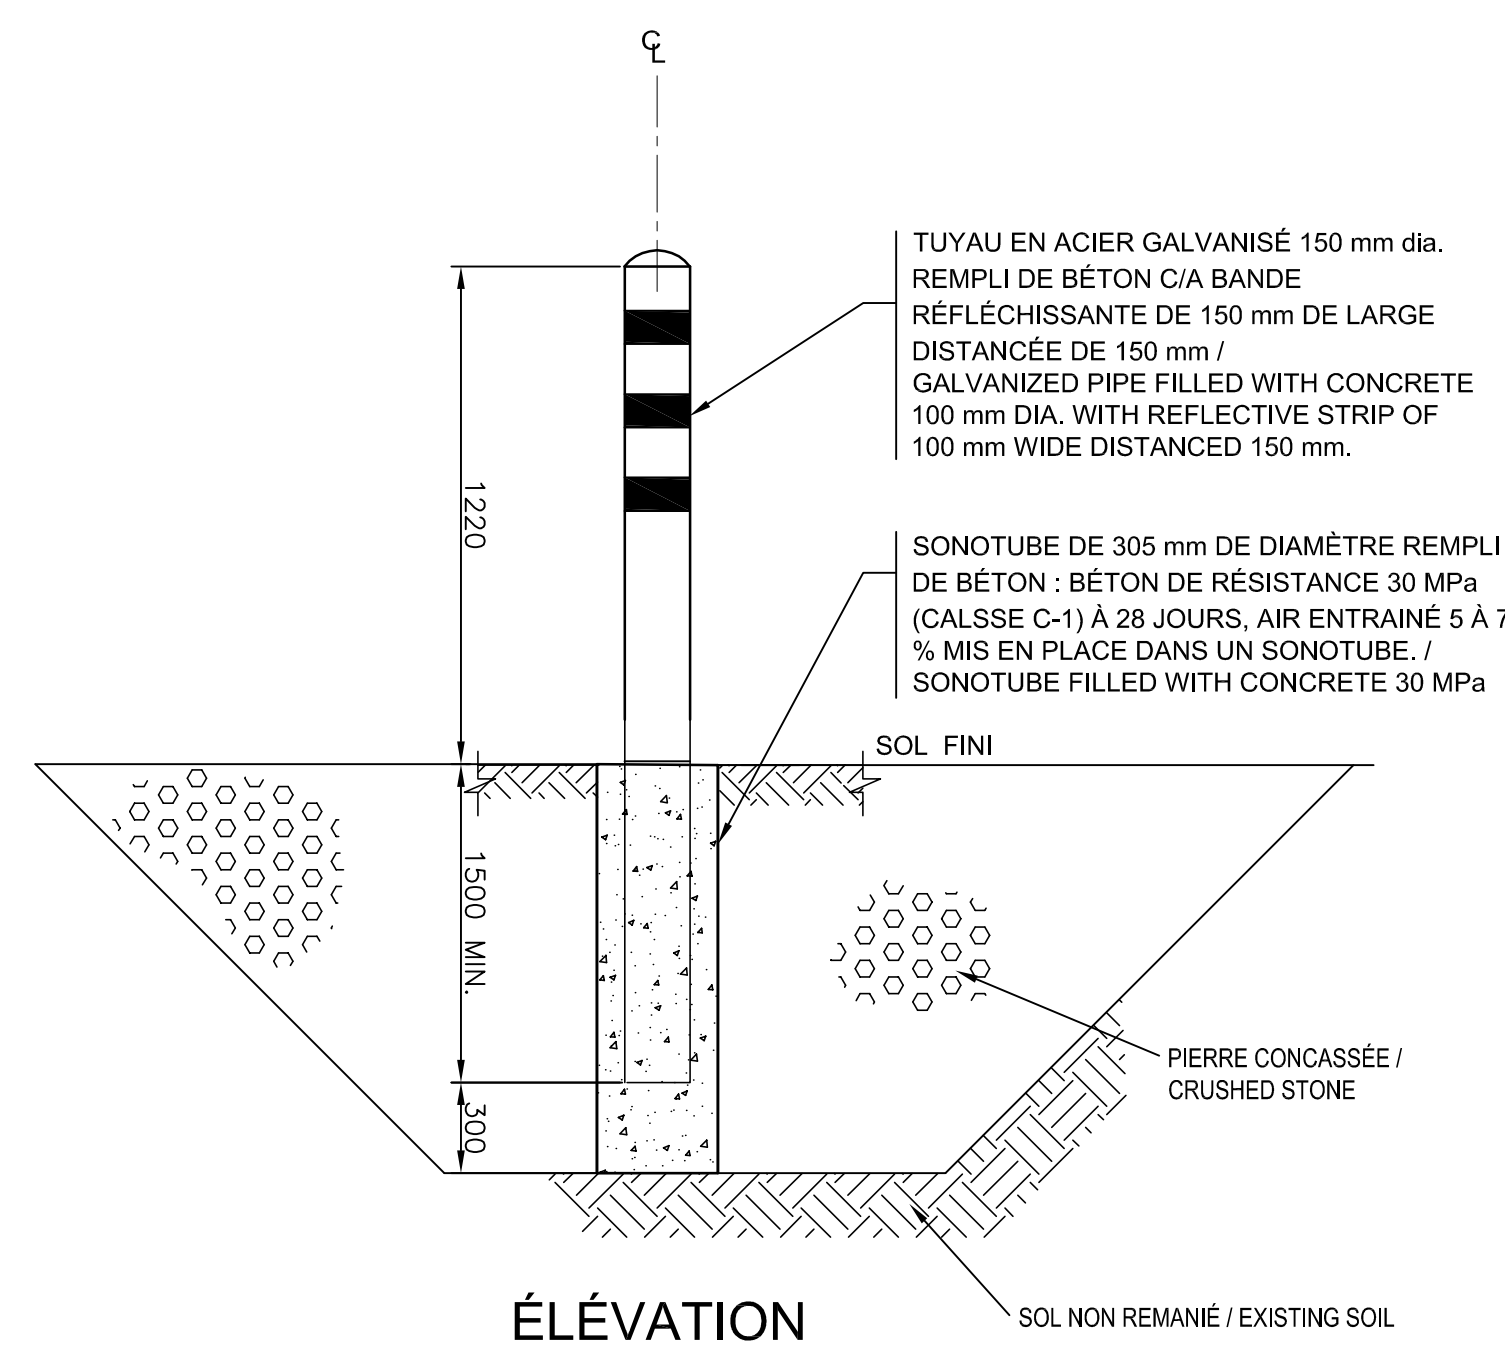 ℄
TUYAU EN ACIER GALVANISÉ 150 mm dia.
REMPLI DE BÉTON C/A BANDE
RÉFLÉCHISSANTE DE 150 mm DE LARGE
DISTANCÉE DE 150 mm /
GALVANIZED PIPE FILLED WITH CONCRETE
100 mm DIA. WITH REFLECTIVE STRIP OF
100 mm WIDE DISTANCED 150 mm.
1220
SONOTUBE DE 305 mm DE DIAMÈTRE REMPLI
DE BÉTON : BÉTON DE RÉSISTANCE 30 MPa
(CALSSE C-1) À 28 JOURS, AIR ENTRAINÉ 5 À 7
% MIS EN PLACE DANS UN SONOTUBE. /
SONOTUBE FILLED WITH CONCRETE 30 MPa
SOL FINI
1500 MIN.
PIERRE CONCASSÉE /
CRUSHED STONE
300
SOL NON REMANIÉ / EXISTING SOIL
ÉLÉVATION